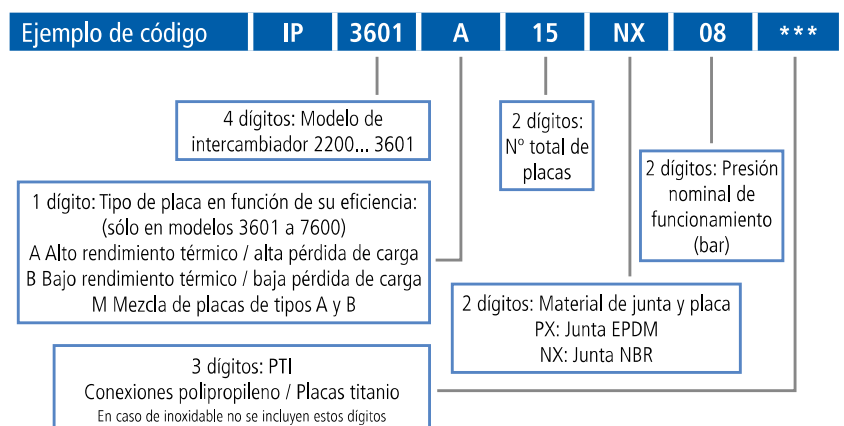 Ejemplo de código IP 3601 A 15 NX 08 ***
4 dígitos: Modelo de
intercambiador 2200... 3601
2 dígitos:
Nº total de
placas
2 dígitos: Presión
nominal de
funcionamiento
(bar)
1 dígito: Tipo de placa en función de su eficiencia:
(sólo en modelos 3601 a 7600)
A Alto rendimiento térmico / alta pérdida de carga
B Bajo rendimiento térmico / baja pérdida de carga
M Mezcla de placas de tipos A y B
2 dígitos: Material de junta y placa
PX: Junta EPDM
NX: Junta NBR
3 dígitos: PTI
Conexiones polipropileno / Placas titanio
En caso de inoxidable no se incluyen estos dígitos